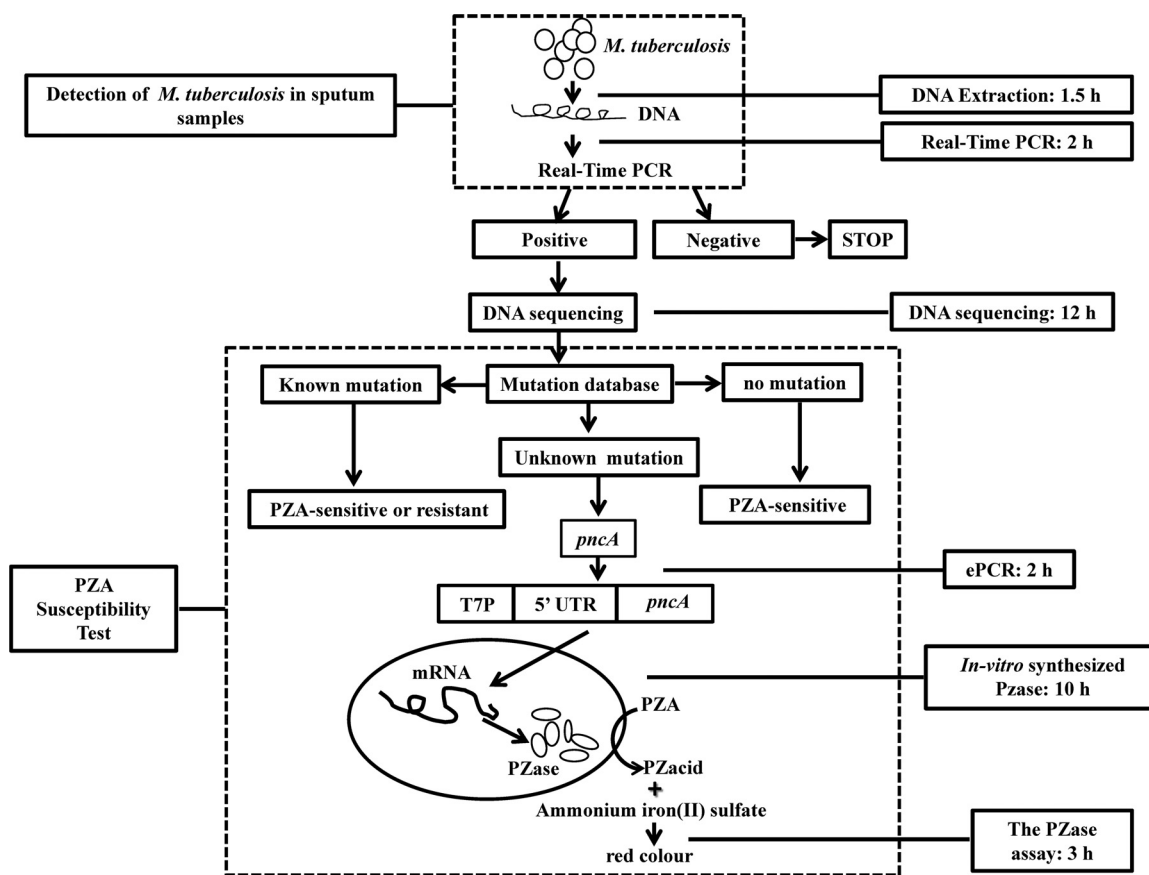 M. tuberculosis
Detection of M. tuberculosis in sputum
samples
DNA Extraction: 1.5 h
DNA
Real-Time PCR: 2 h
Real-Time PCR
Positive
Negative
STOP
DNA sequencing
DNA sequencing: 12 h
Known mutation
Mutation database
no mutation
Unknown mutation
PZA-sensitive or resistant
PZA-sensitive
pncA
ePCR: 2 h
PZA
Susceptibility
Test
T7P
5’ UTR
pncA
mRNA
In-vitro synthesized
Pzase: 10 h
PZA
PZase
PZacid
+
Ammonium iron(II) sulfate
red colour
The PZase
assay: 3 h